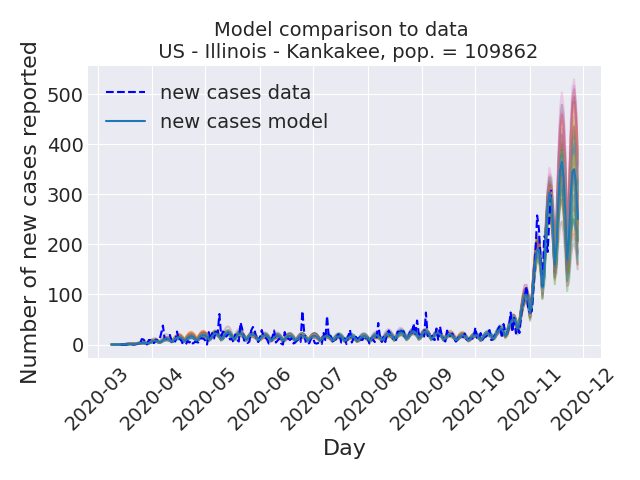 Model comparison to data
US - Illinois - Kankakee, pop. = 109862
Number of new cases reported
500
400
300
200
100
0
new cases data
new cases model
2020-03
2020-04
2020-05
2020-06
2020-07
2020-08
2020-09
2020-10
2020-11
2020-12
Day